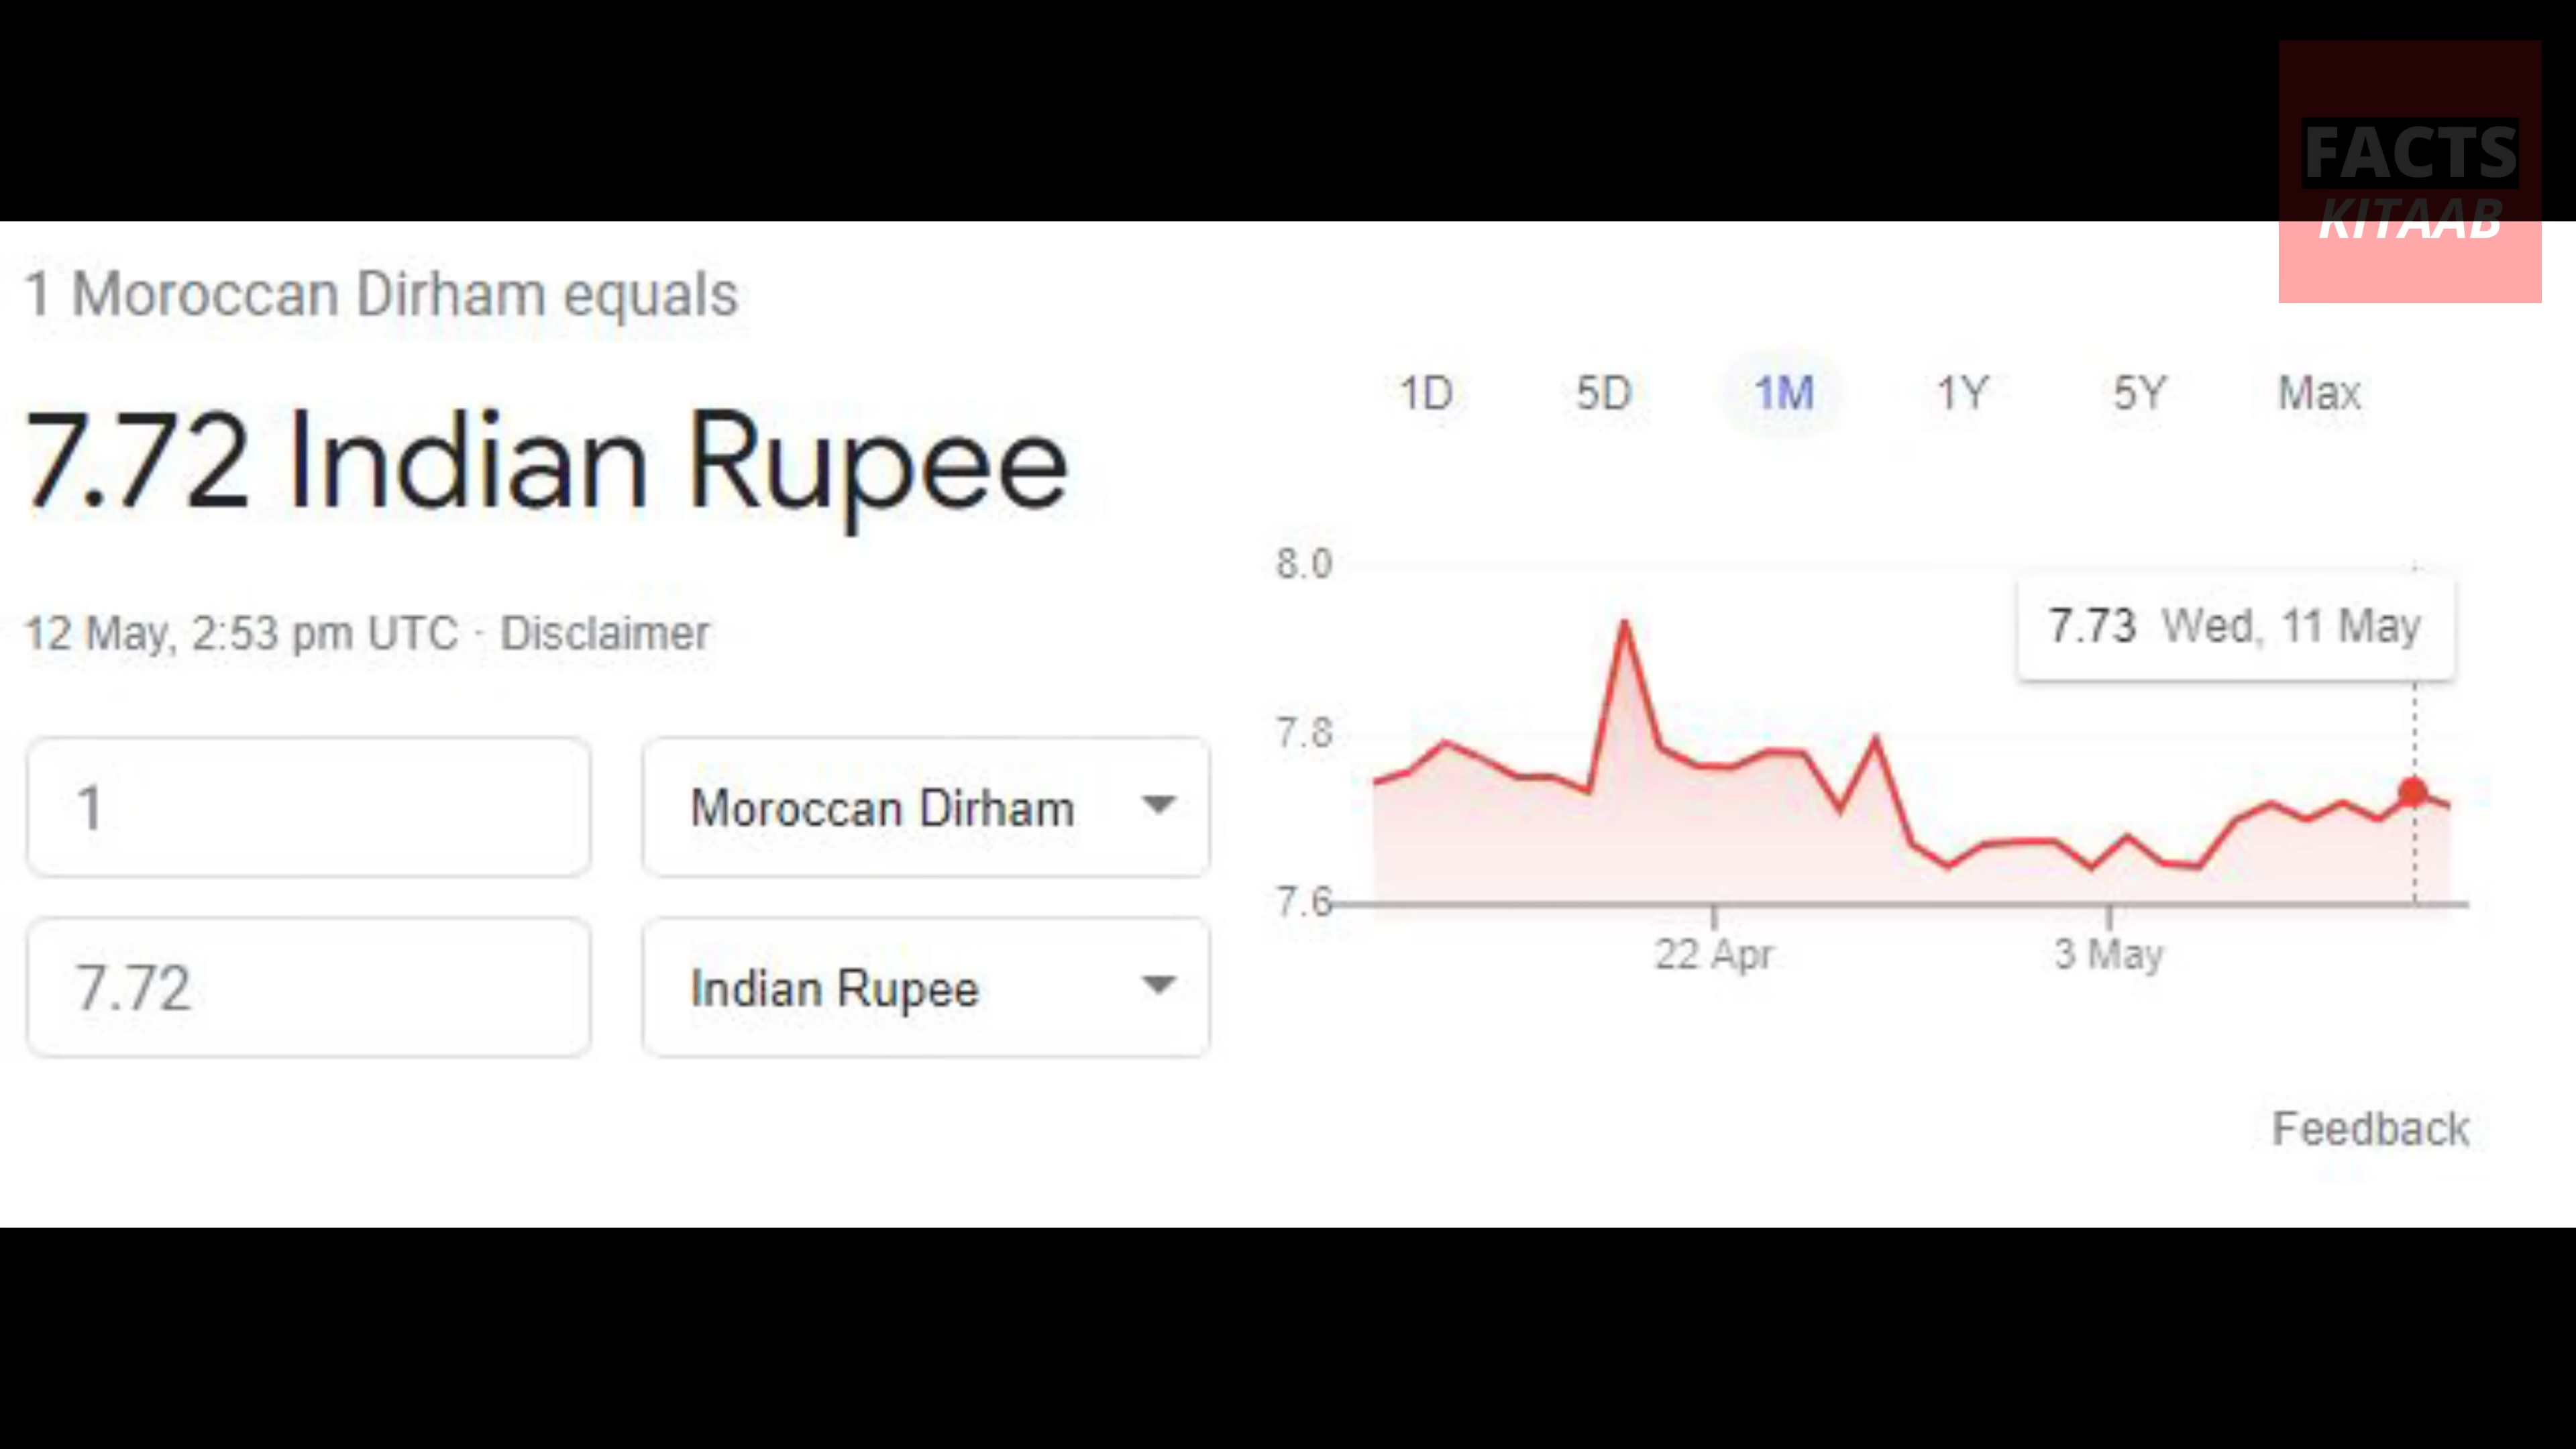 FACTS
KITAAB
1 Moroccan Dirham equals
7.72 Indian Rupee
12 May, 2:53 pm UTC · Disclaimer
1
Moroccan Dirham
7.72
Indian Rupee
1D 5D 1M 1Y 5Y Max
8.0
7.73 Wed, 11 May
7.8
7.6
22 Apr 3 May
Feedback